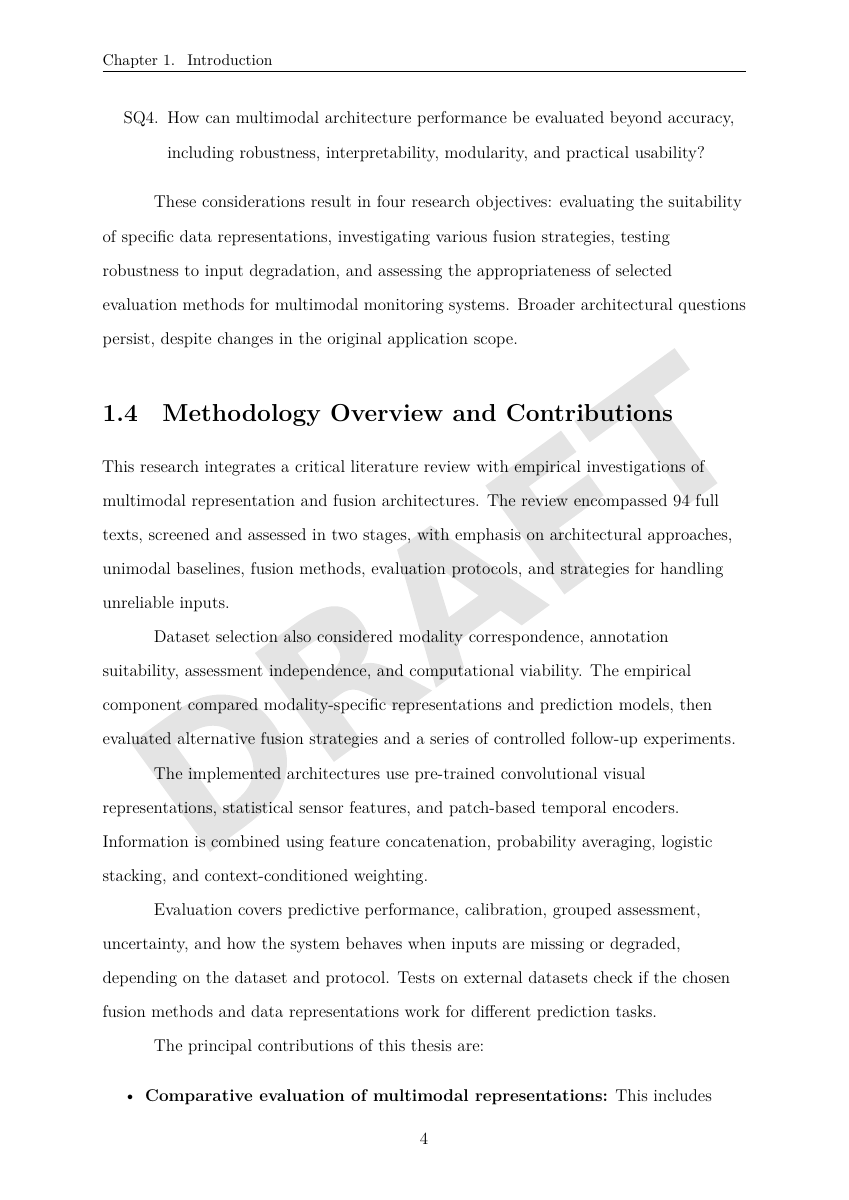 Chapter 1. Introduction
SQ4. How can multimodal architecture performance be evaluated beyond accuracy,
including robustness, interpretability, modularity, and practical usability?
These considerations result in four research objectives: evaluating the suitability
of specific data representations, investigating various fusion strategies, testing
robustness to input degradation, and assessing the appropriateness of selected
evaluation methods for multimodal monitoring systems. Broader architectural questions
persist, despite changes in the original application scope.
1.4 Methodology Overview and Contributions
This research integrates a critical literature review with empirical investigations of
multimodal representation and fusion architectures. The review encompassed 94 full
texts, screened and assessed in two stages, with emphasis on architectural approaches,
unimodal baselines, fusion methods, evaluation protocols, and strategies for handling
unreliable inputs.
Dataset selection also considered modality correspondence, annotation
suitability, assessment independence, and computational viability. The empirical
component compared modality-specific representations and prediction models, then
evaluated alternative fusion strategies and a series of controlled follow-up experiments.
The implemented architectures use pre-trained convolutional visual
representations, statistical sensor features, and patch-based temporal encoders.
Information is combined using feature concatenation, probability averaging, logistic
stacking, and context-conditioned weighting.
Evaluation covers predictive performance, calibration, grouped assessment,
uncertainty, and how the system behaves when inputs are missing or degraded,
depending on the dataset and protocol. Tests on external datasets check if the chosen
fusion methods and data representations work for different prediction tasks.
The principal contributions of this thesis are:
• Comparative evaluation of multimodal representations: This includes
4
DRAFT